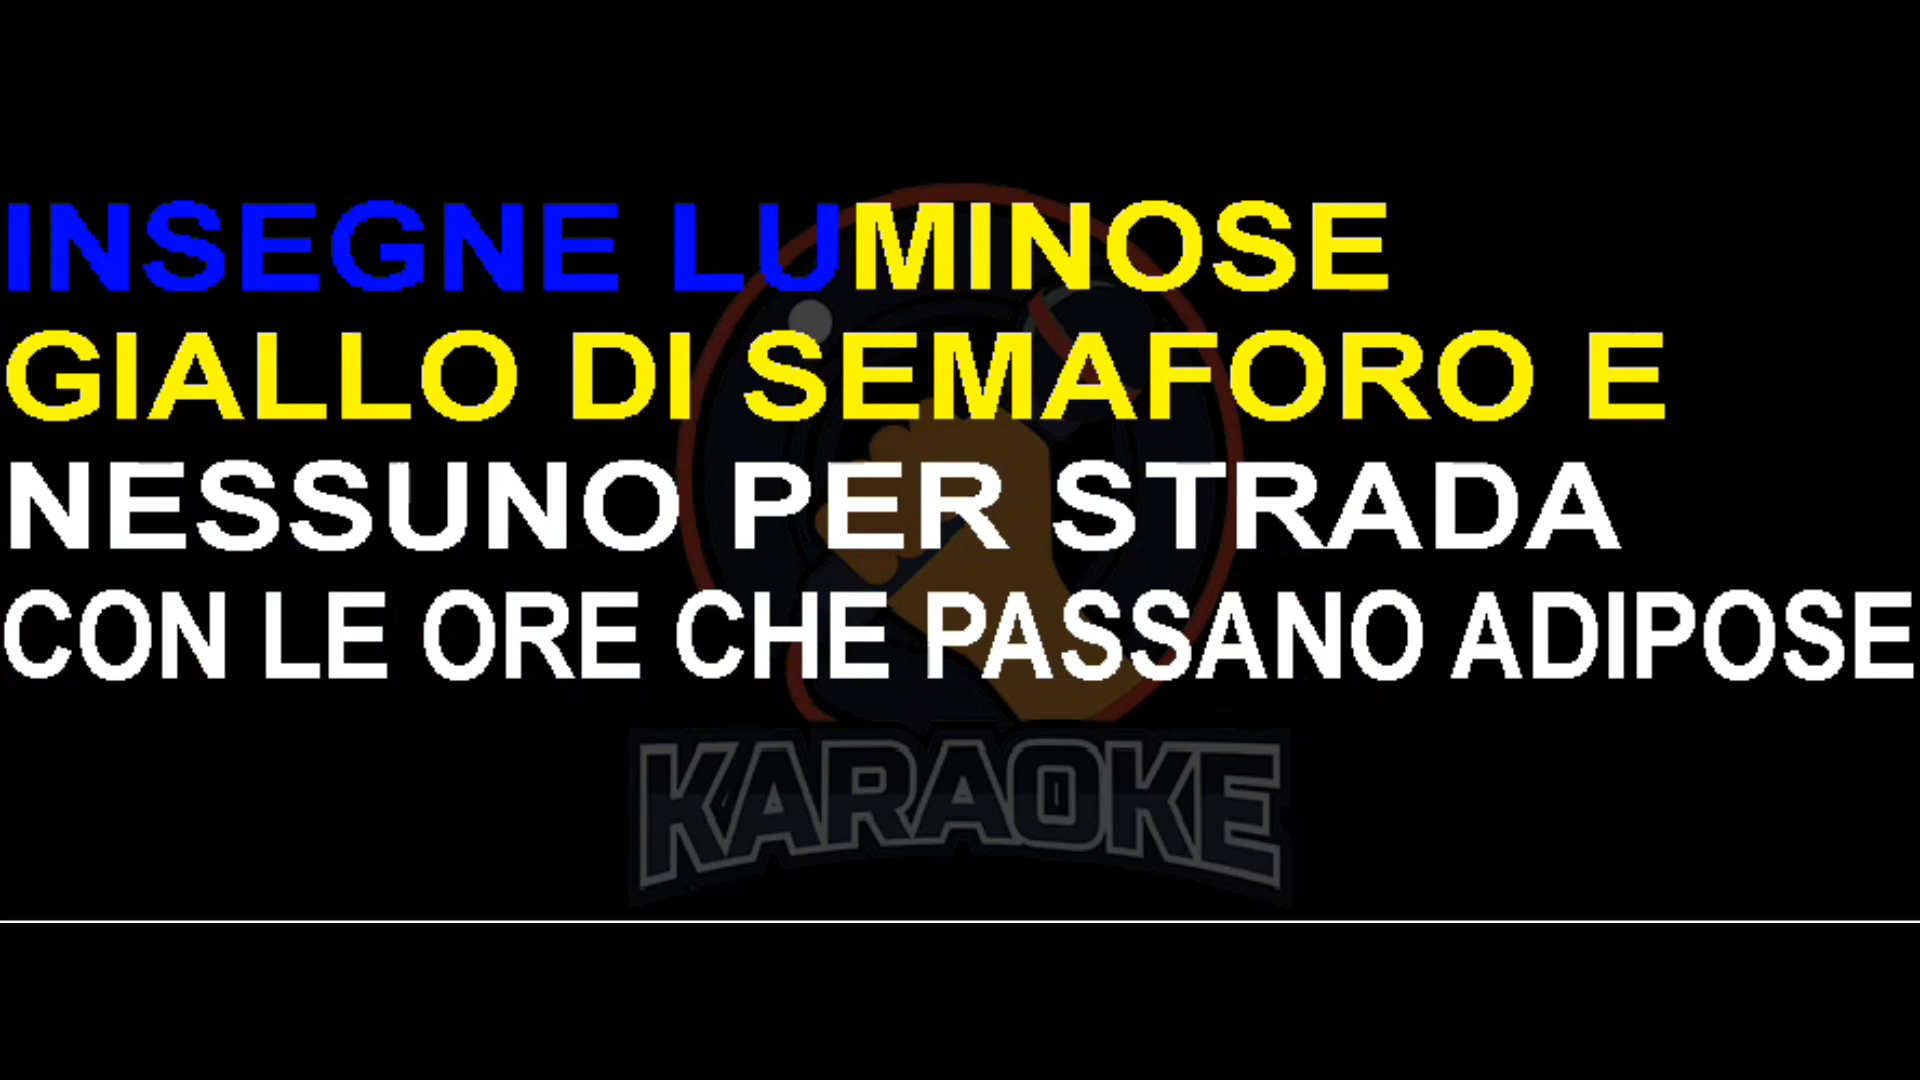 INSEGNE LUMINOSE
GIALLO DI SEMAFORO E
NESSUNO PER STRADA
CON LE ORE CHE PASSANO ADIPOSE
KARAOKE